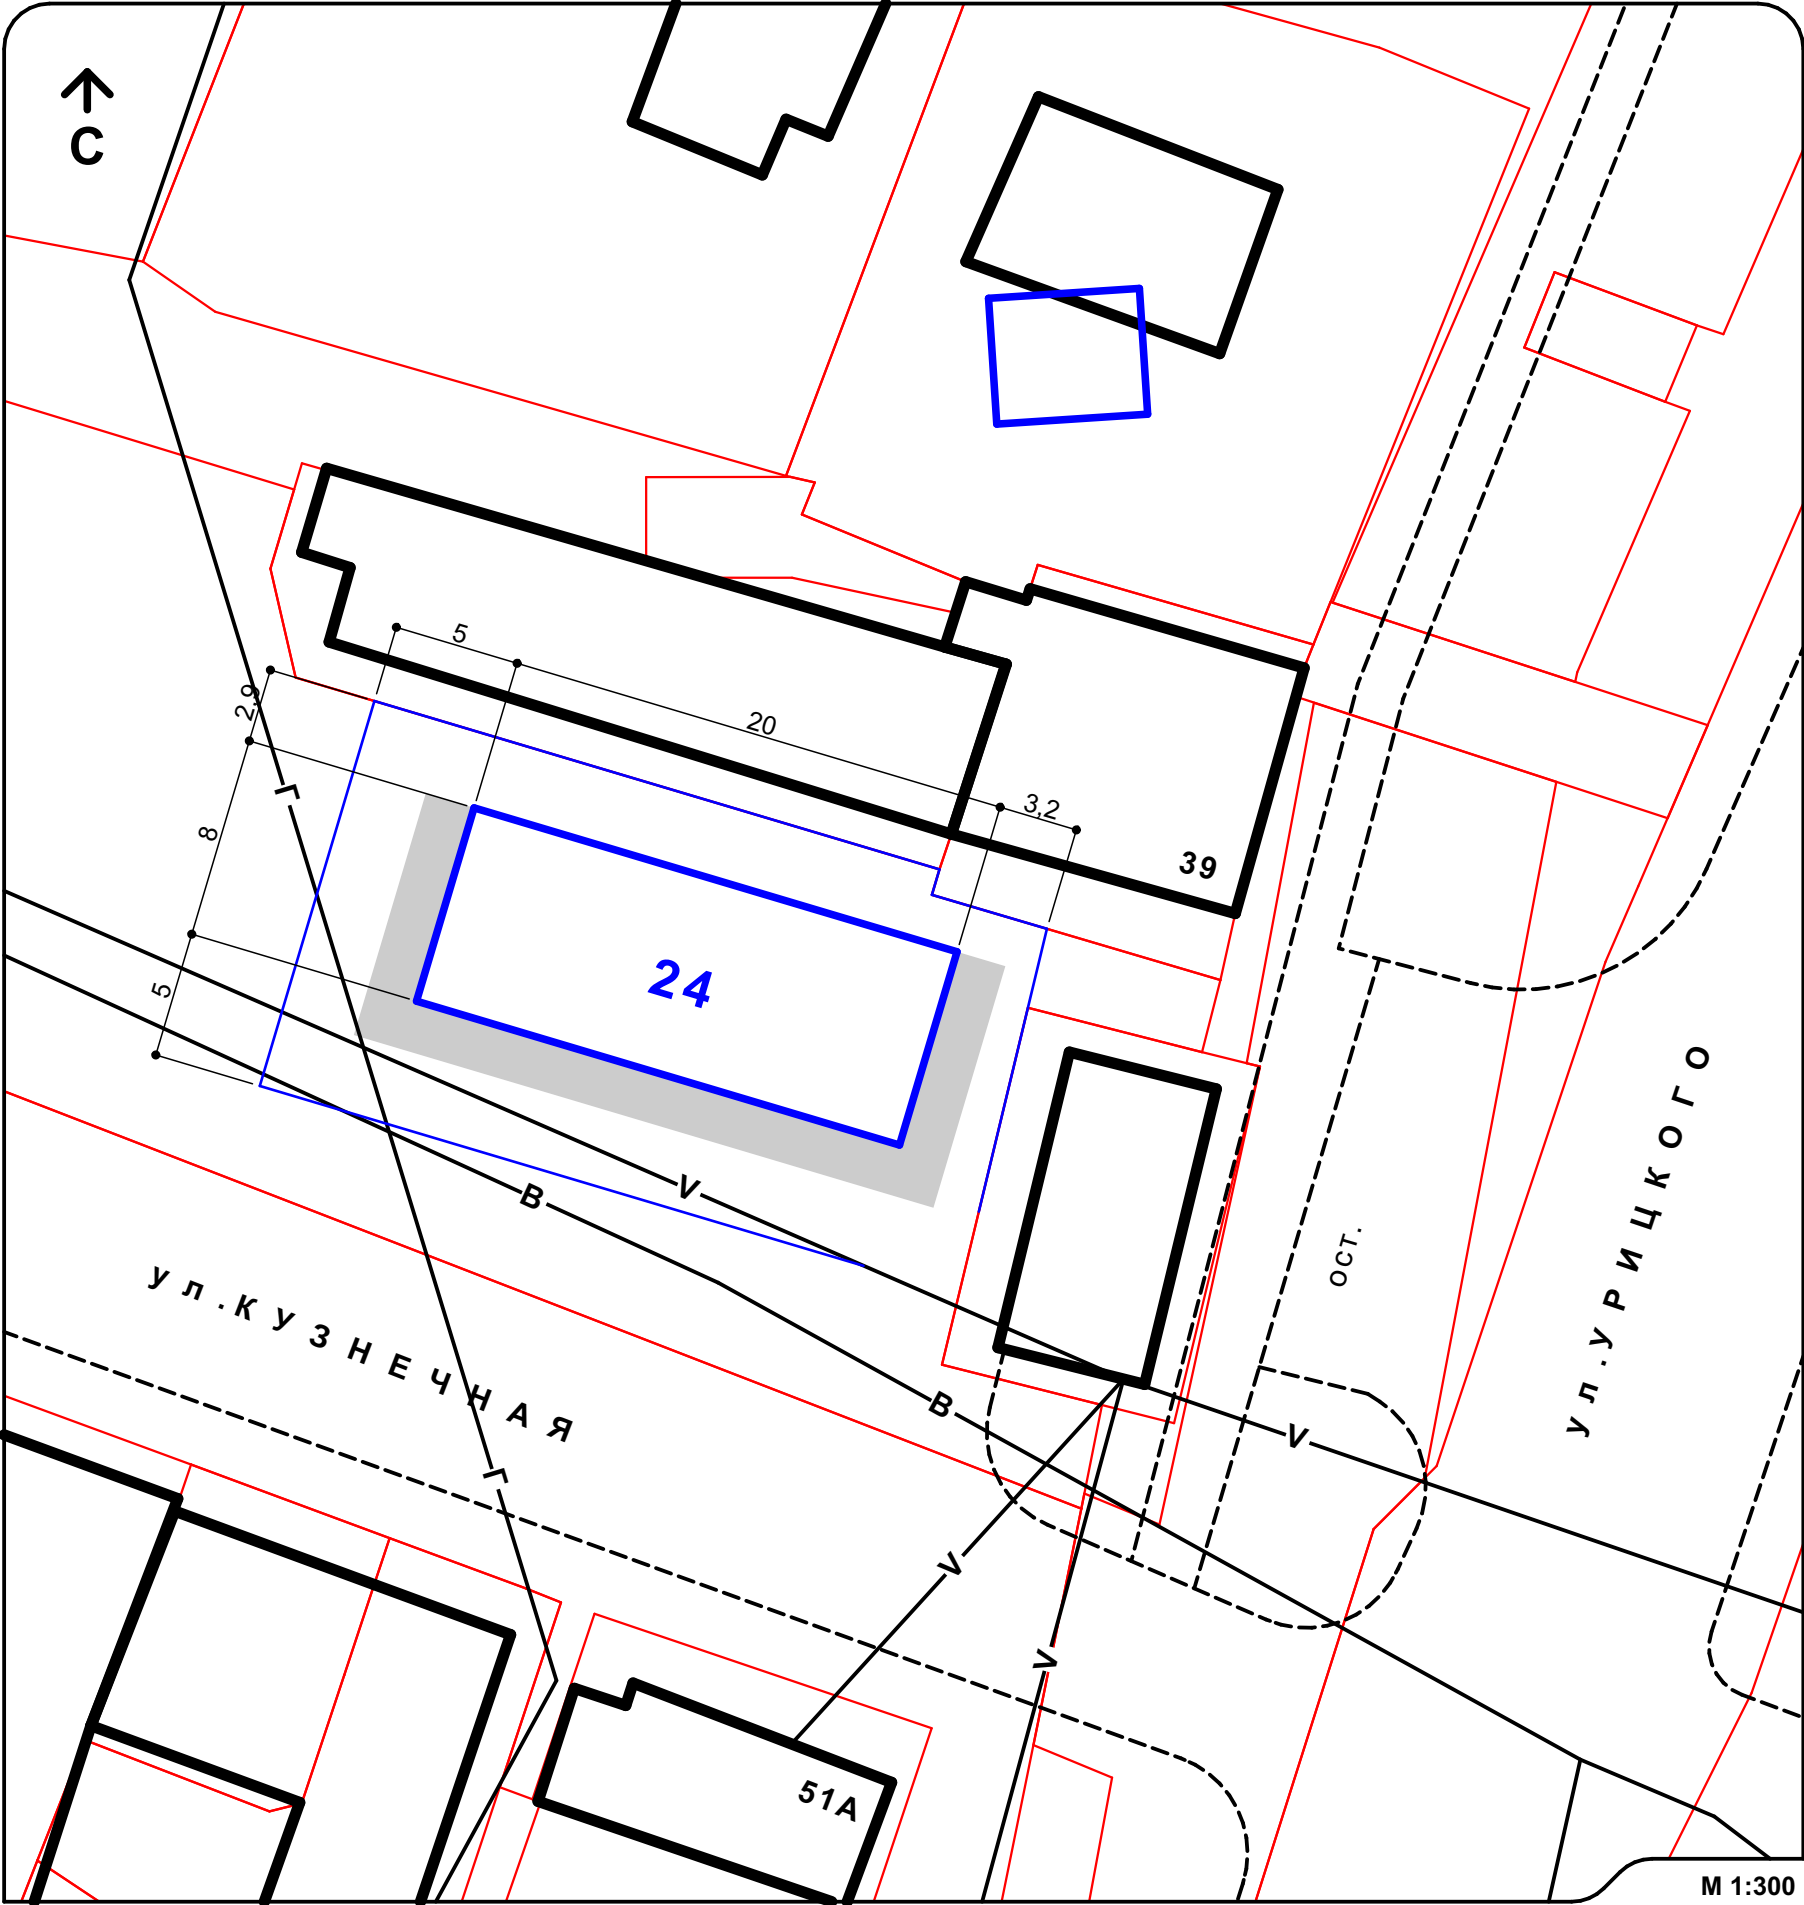 С
5
20
3,2
2,9
8
5
39
24
Г
V
В
ул.КУЗНЕЧНАЯ
ост.
ул.УРИЦКОГО
В
V
Г
V
V
51А
М 1:300